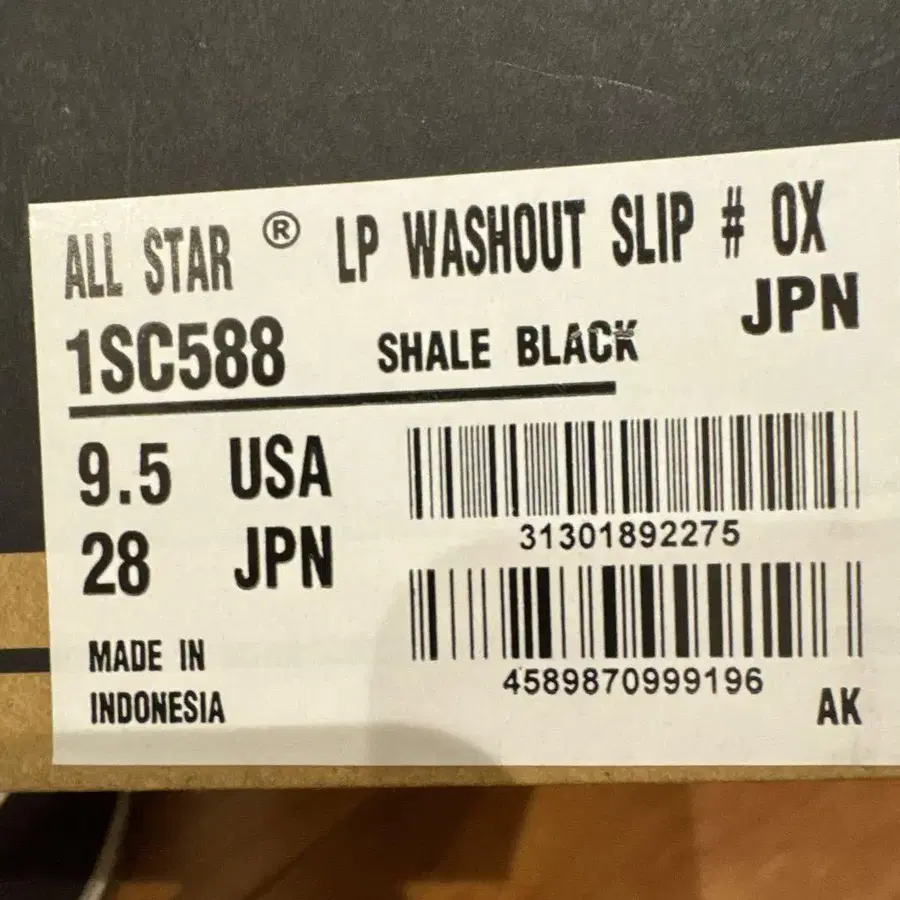 ALL STAR ® LP WASHOUT SLIP # OX
1SC588 SHALE BLACK JPN
9.5 USA
28 JPN
31301892275
4589870999196
MADE IN
INDONESIA
AK